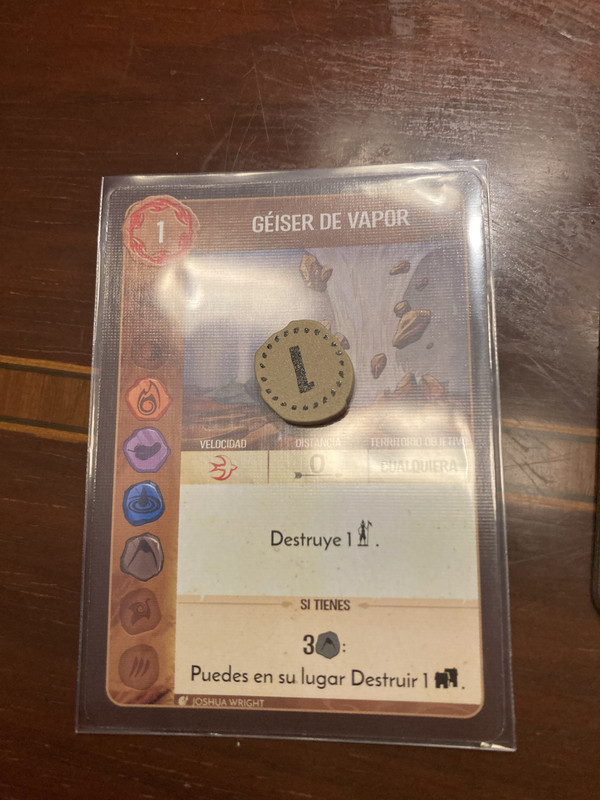 1
GÉISER DE VAPOR
1
VELOCIDAD
DISTANCIA
TERRITORIO OBJETIVO
0
CUALQUIERA
Destruye 1 .
SI TIENES
3 :
Puedes en su lugar Destruir 1 .
JOSHUA WRIGHT